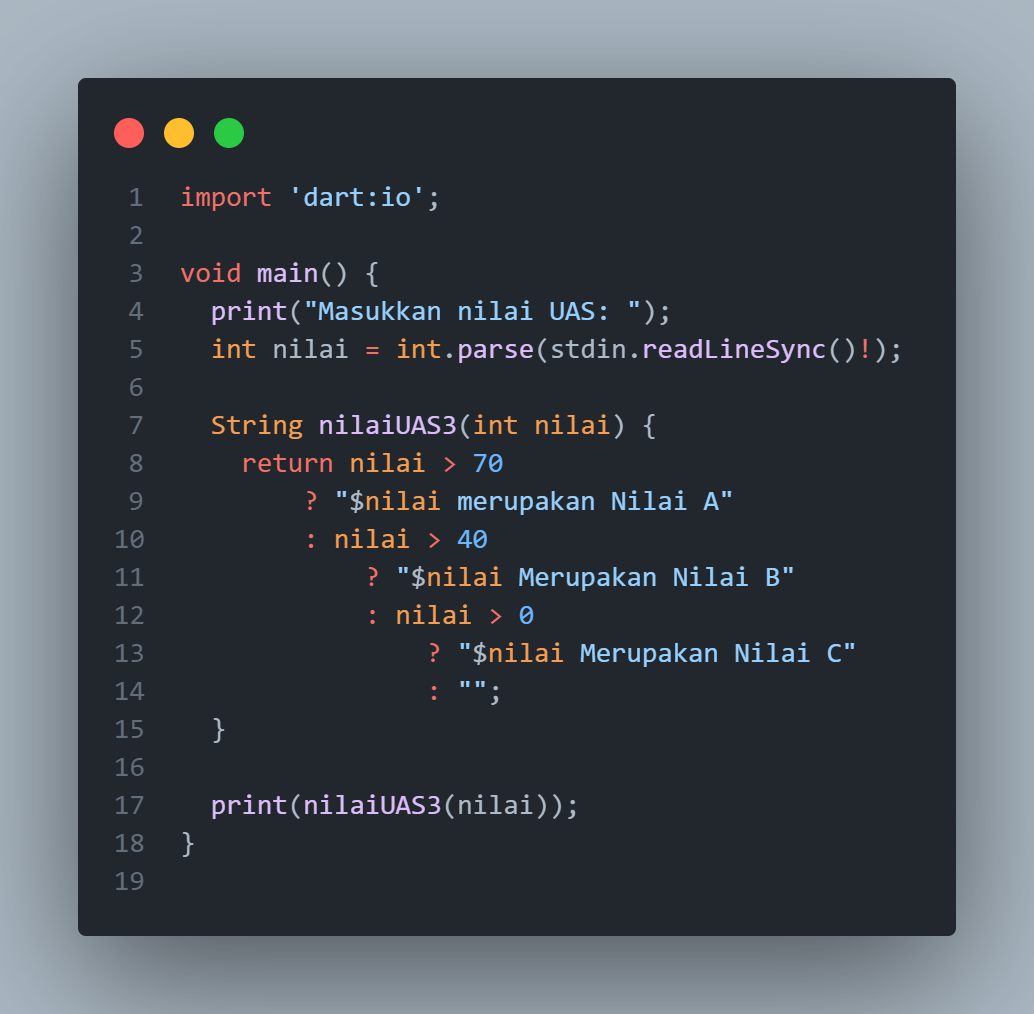 1 import 'dart:io';
2
3 void main() {
4   print("Masukkan nilai UAS: ");
5   int nilai = int.parse(stdin.readLineSync()!);
6
7   String nilaiUAS3(int nilai) {
8     return nilai > 70
9         ? "$nilai merupakan Nilai A"
10         : nilai > 40
11             ? "$nilai Merupakan Nilai B"
12             : nilai > 0
13                 ? "$nilai Merupakan Nilai C"
14                 : "";
15   }
16
17   print(nilaiUAS3(nilai));
18 }
19